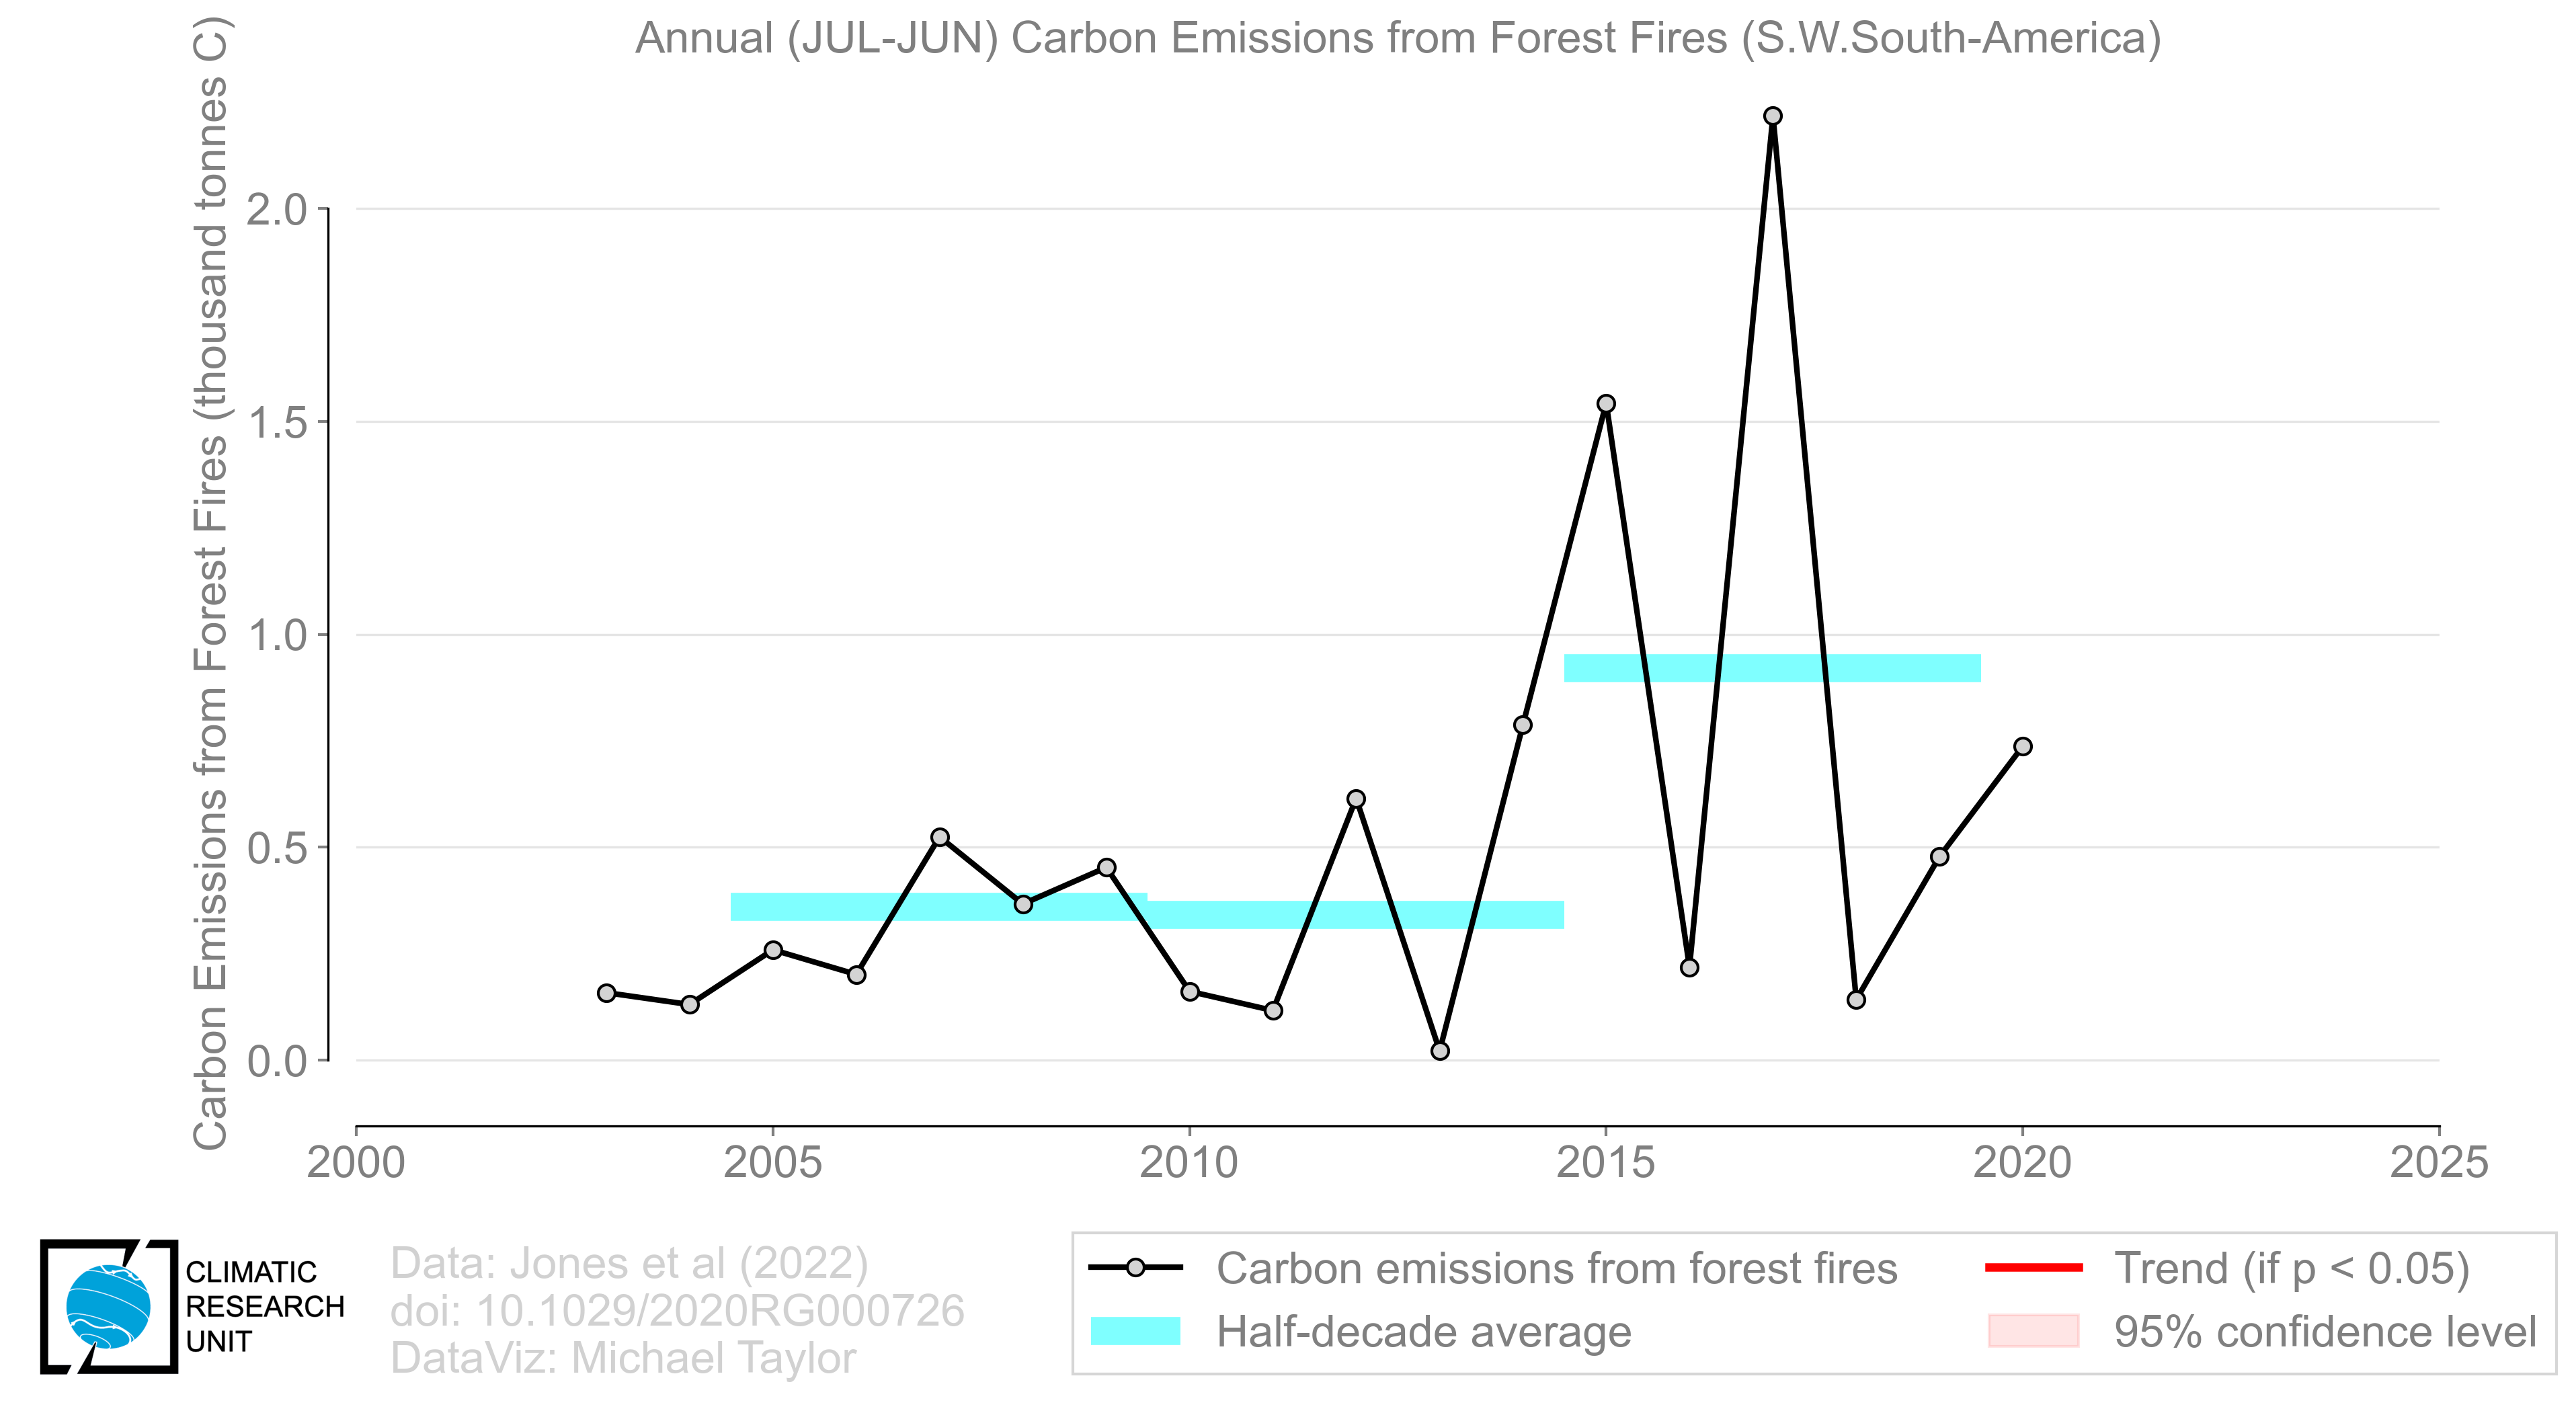 Annual (JUL-JUN) Carbon Emissions from Forest Fires (S.W.South-America)
Carbon Emissions from Forest Fires (thousand tonnes C)
2.0
1.5
1.0
0.5
0.0
2000 2005 2010 2015 2020 2025
CLIMATIC
RESEARCH
UNIT
Data: Jones et al (2022)
doi: 10.1029/2020RG000726
DataViz: Michael Taylor
Carbon emissions from forest fires
Half-decade average
Trend (if p < 0.05)
95% confidence level